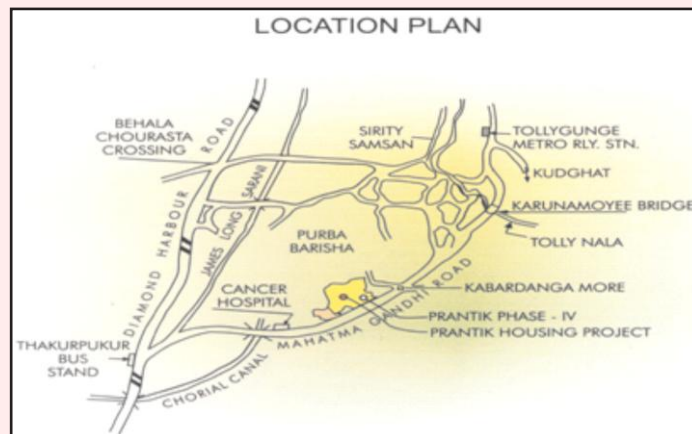 LOCATION PLAN
BEHALA
CHOURASTA
CROSSING
DIAMOND HARBOUR ROAD
JAMES LONG SARANI
SIRITY
SAMSAN
TOLLYGUNGE
METRO RLY. STN.
KUDGHAT
KARUNAMOYEE BRIDGE
TOLLY NALA
PURBA
BARISHA
CANCER
HOSPITAL
KABARDANGA MORE
MAHATMA GANDHI ROAD
PRANTIK PHASE - IV
PRANTIK HOUSING PROJECT
THAKURPUKUR
BUS
STAND
CHORIAL CANAL